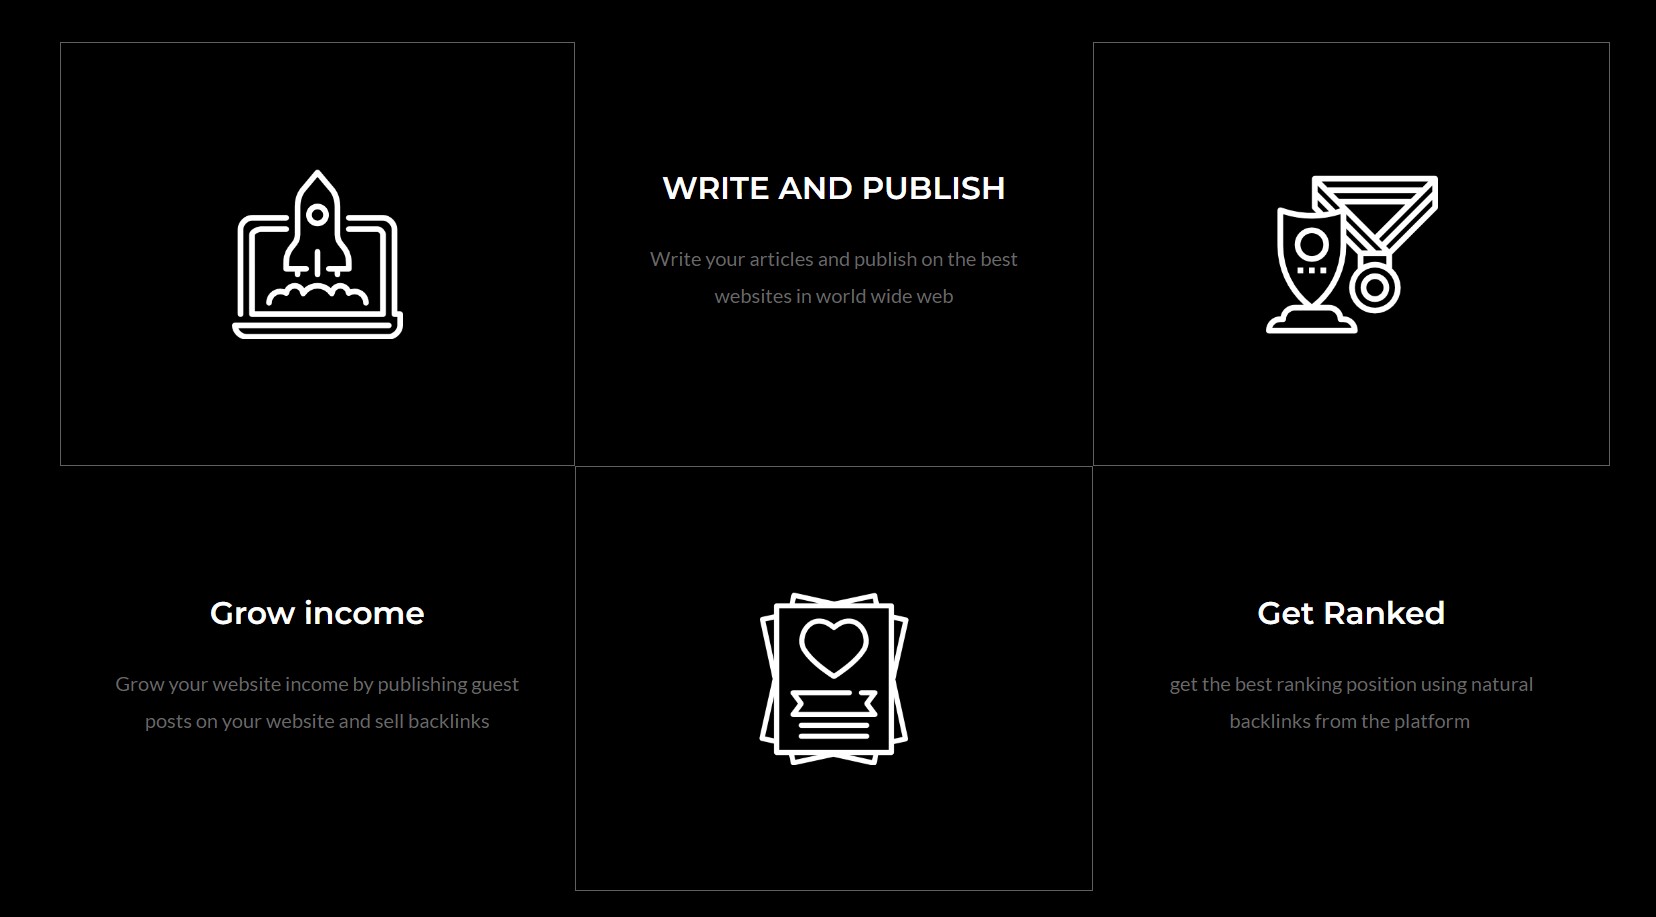 WRITE AND PUBLISH
Write your articles and publish on the best
websites in world wide web
Grow income
Grow your website income by publishing guest
posts on your website and sell backlinks
Get Ranked
get the best ranking position using natural
backlinks from the platform